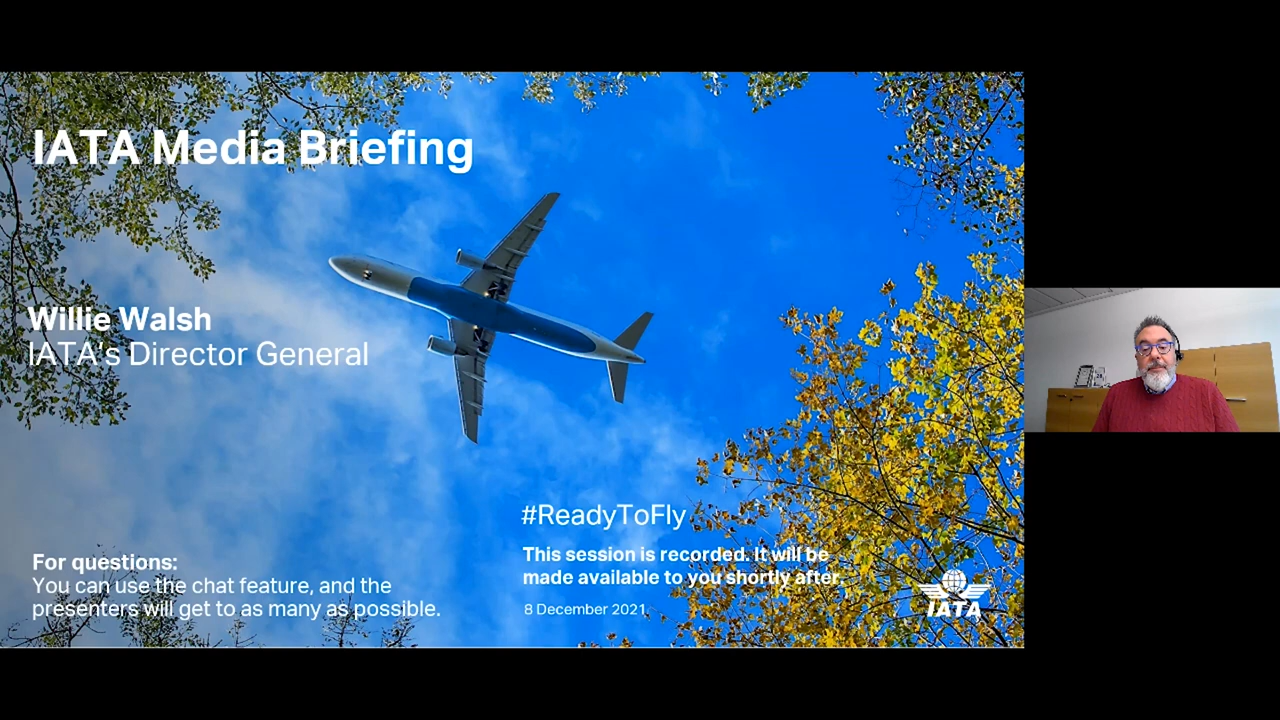 IATA Media Briefing
Willie Walsh
IATA's Director General
#ReadyToFly
This session is recorded. It will be
made available to you shortly after.
8 December 2021
For questions:
You can use the chat feature, and the
presenters will get to as many as possible.
IATA